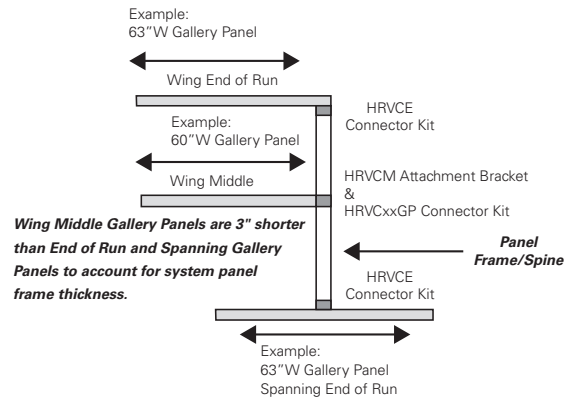 Example:
63”W Gallery Panel
Wing End of Run
HRVCE
Connector Kit
Example:
60”W Gallery Panel
Wing Middle
HRVCM Attachment Bracket
&
HRVCxxGP Connector Kit
Wing Middle Gallery Panels are 3" shorter
than End of Run and Spanning Gallery
Panels to account for system panel
frame thickness.
Panel
Frame/Spine
HRVCE
Connector Kit
Example:
63”W Gallery Panel
Spanning End of Run